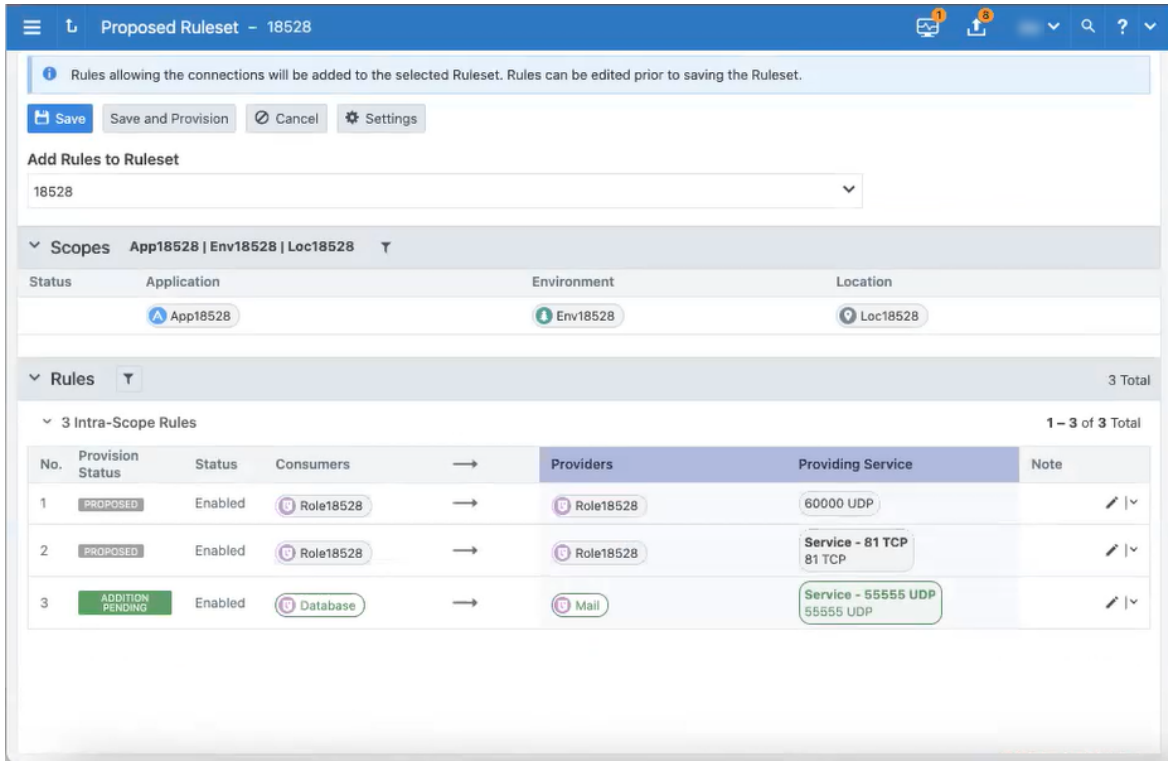 Proposed Ruleset – 18528
1
8
?
Rules allowing the connections will be added to the selected Ruleset. Rules can be edited prior to saving the Ruleset.
Save Save and Provision Cancel Settings
Add Rules to Ruleset
18528
Scopes App18528 | Env18528 | Loc18528
Status Application Environment Location
App18528 Env18528 Loc18528
Rules 3 Total
3 Intra-Scope Rules 1 – 3 of 3 Total
No. Provision Status Status Consumers → Providers Providing Service Note
1 PROPOSED Enabled Role18528 → Role18528 60000 UDP
2 PROPOSED Enabled Role18528 → Role18528 Service - 81 TCP
81 TCP
3 ADDITION PENDING Enabled Database → Mail Service - 55555 UDP
55555 UDP